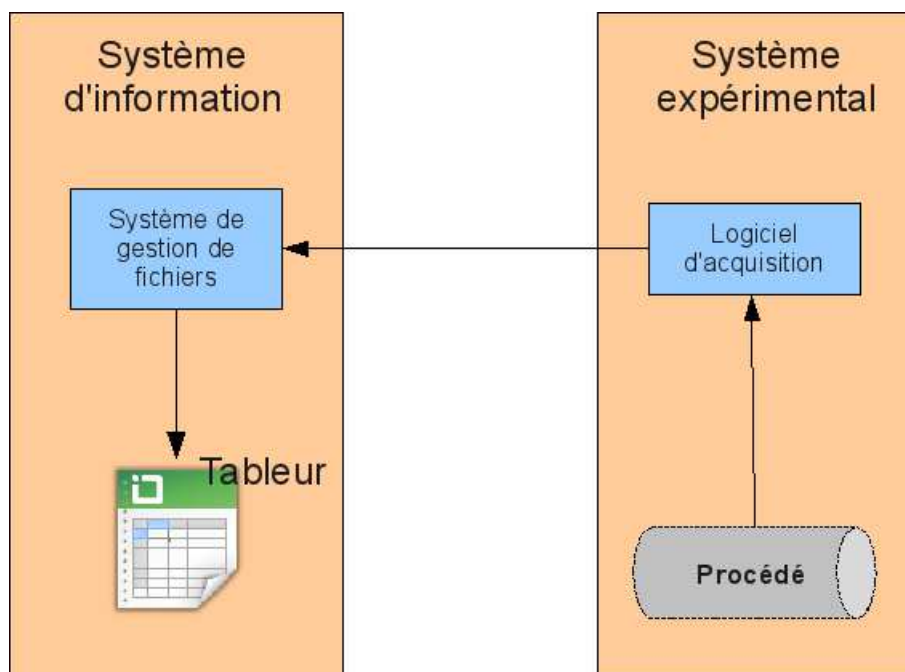 Système
d'information
Système de
gestion de
fichiers
Tableur
Système
expérimental
Logiciel
d'acquisition
Procédé